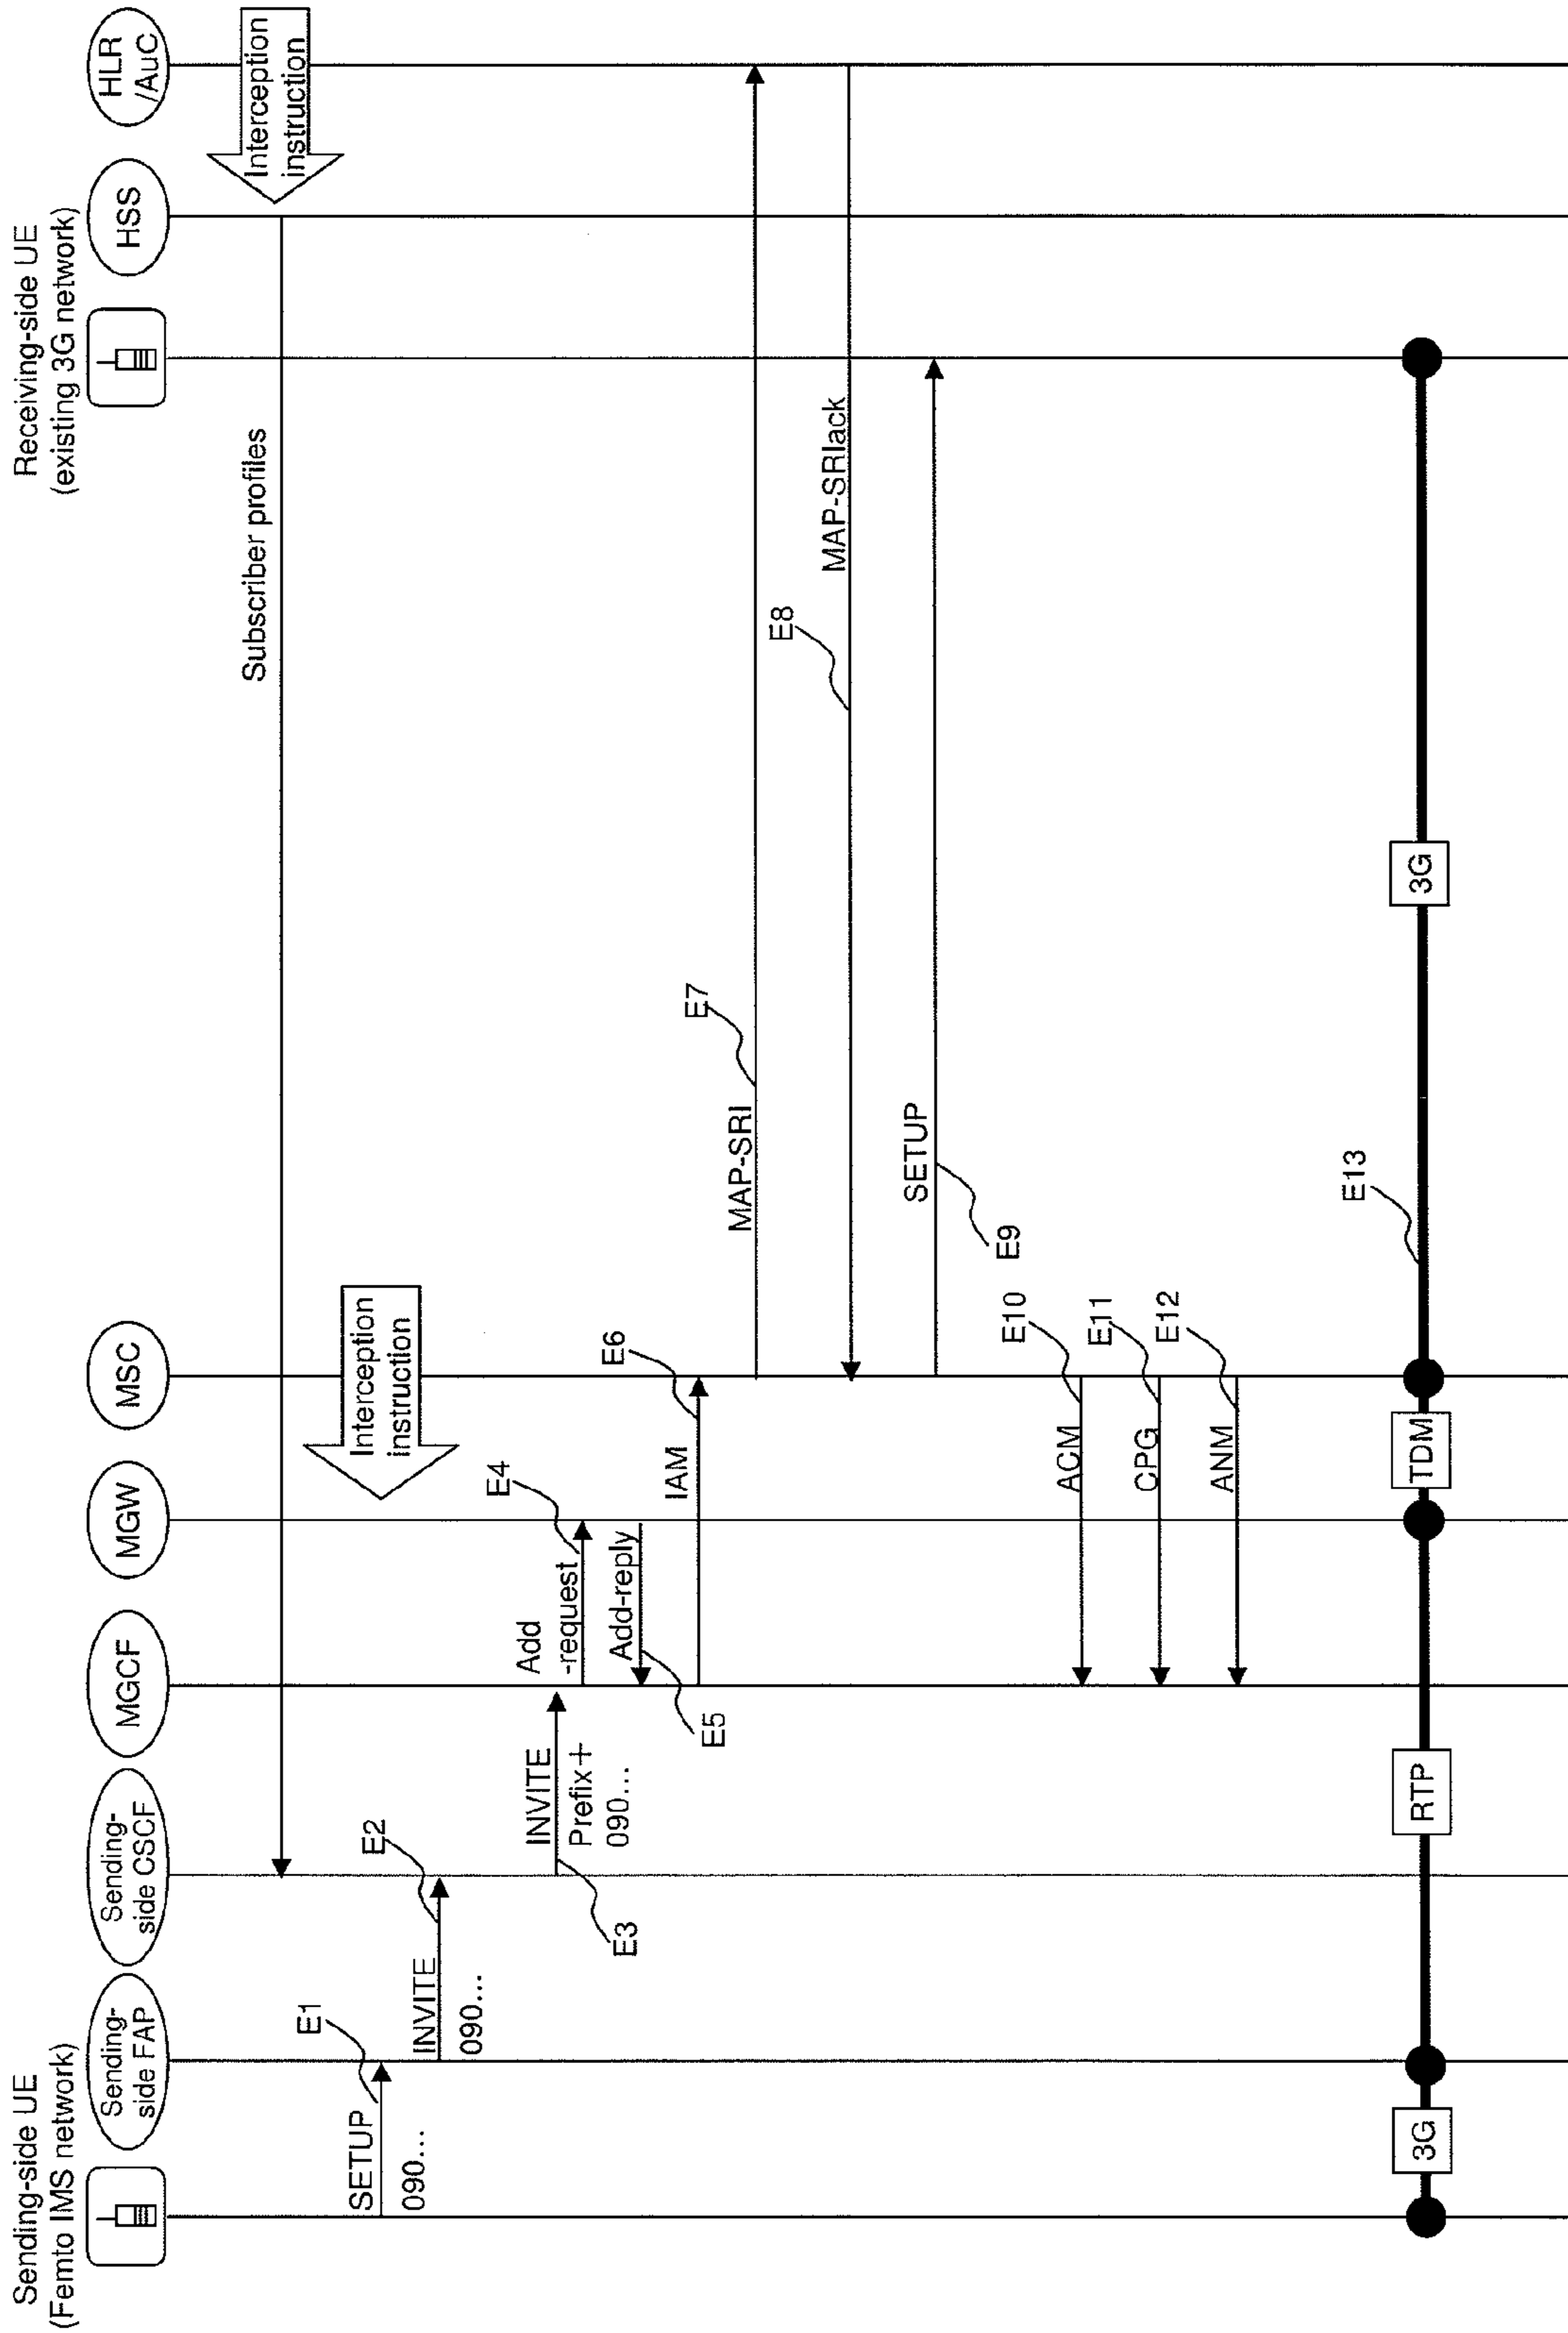 Sending-side UE
(Femto IMS network)
Receiving-side UE
(existing 3G network)
Sending-
side FAP
Sending-
side CSCF
MGCF
MGW
MSC
HSS
HLR
/AuC
Interception
instruction
Subscriber profiles
Interception
instruction
E1
SETUP
090...
E2
INVITE
090...
E3
INVITE
Prefix+
090...
E4
Add
-request
Add-reply
E5
E6
IAM
E7
MAP-SRI
E8
MAP-SRIack
SETUP
E9
E10
ACM
E11
CPG
E12
ANM
E13
3G
RTP
TDM
3G